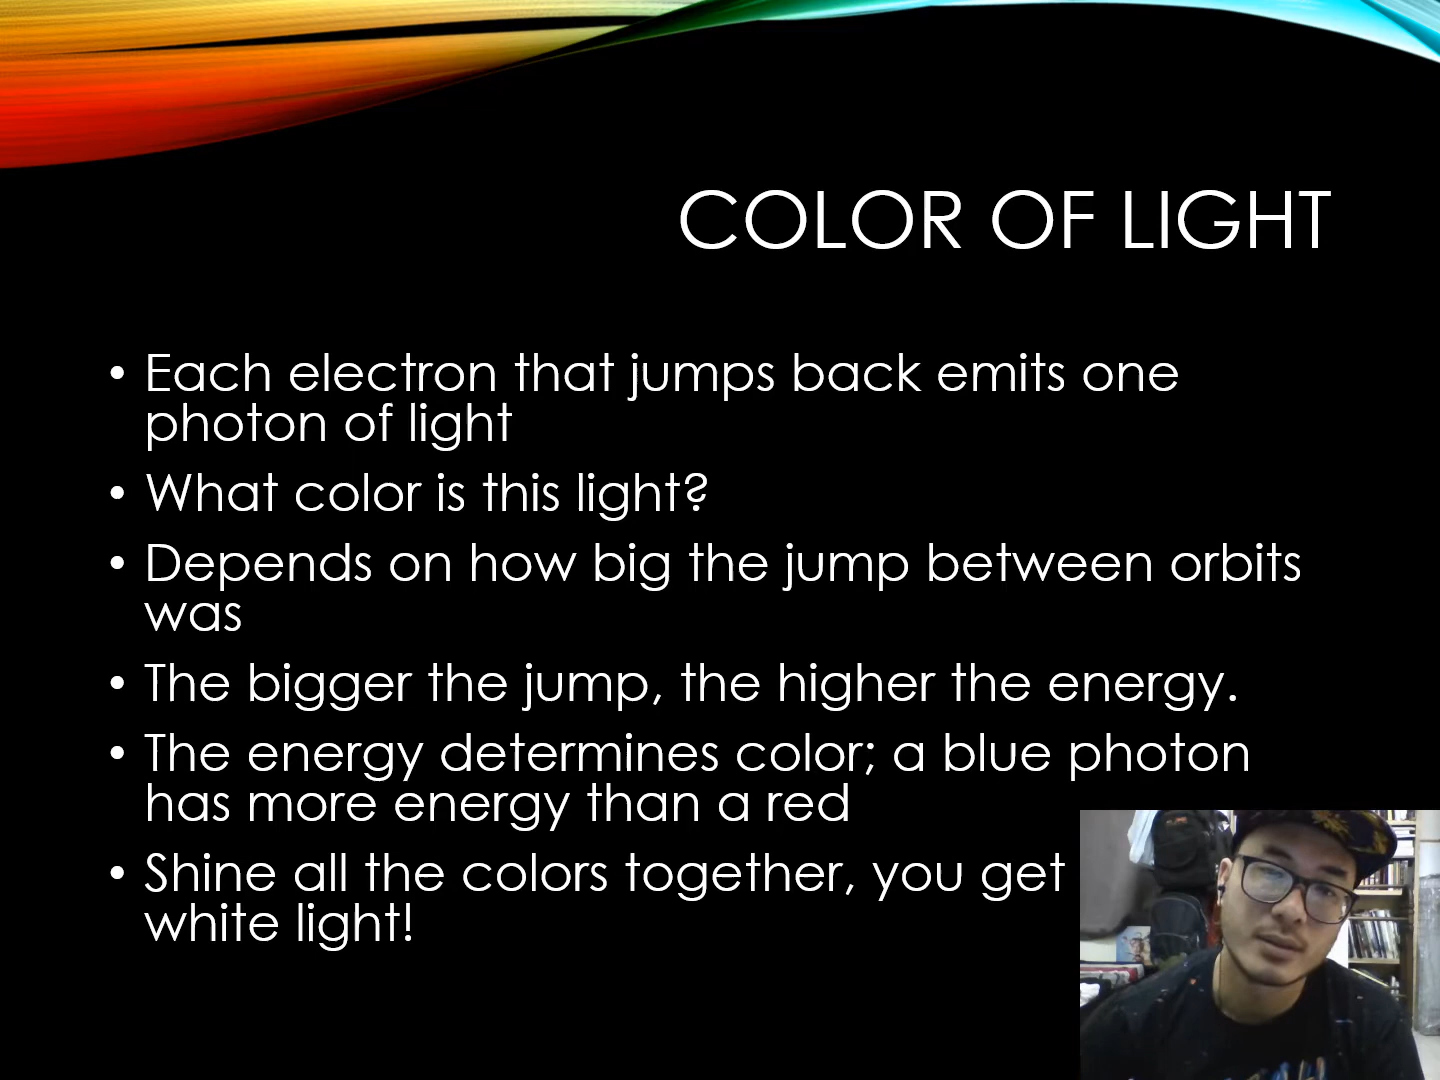 COLOR OF LIGHT
• Each electron that jumps back emits one
photon of light
• What color is this light?
• Depends on how big the jump between orbits
was
• The bigger the jump, the higher the energy.
• The energy determines color; a blue photon
has more energy than a red
• Shine all the colors together, you get
white light!